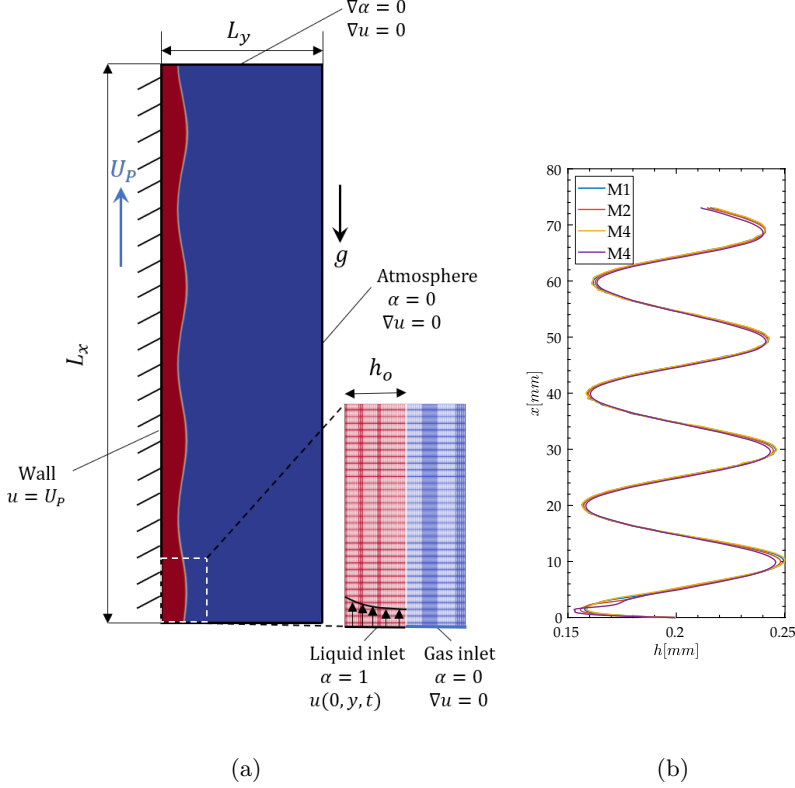 ∇α = 0
∇u = 0
L_y
U_P
g
L_x
Atmosphere
α = 0
∇u = 0
h_o
Wall
u = U_P
Liquid inlet
α = 1
u(0, y, t)
Gas inlet
α = 0
∇u = 0
(a)
M1
M2
M4
M4
80
70
60
50
40
30
20
10
0
x[mm]
0.15
0.2
0.25
h[mm]
(b)